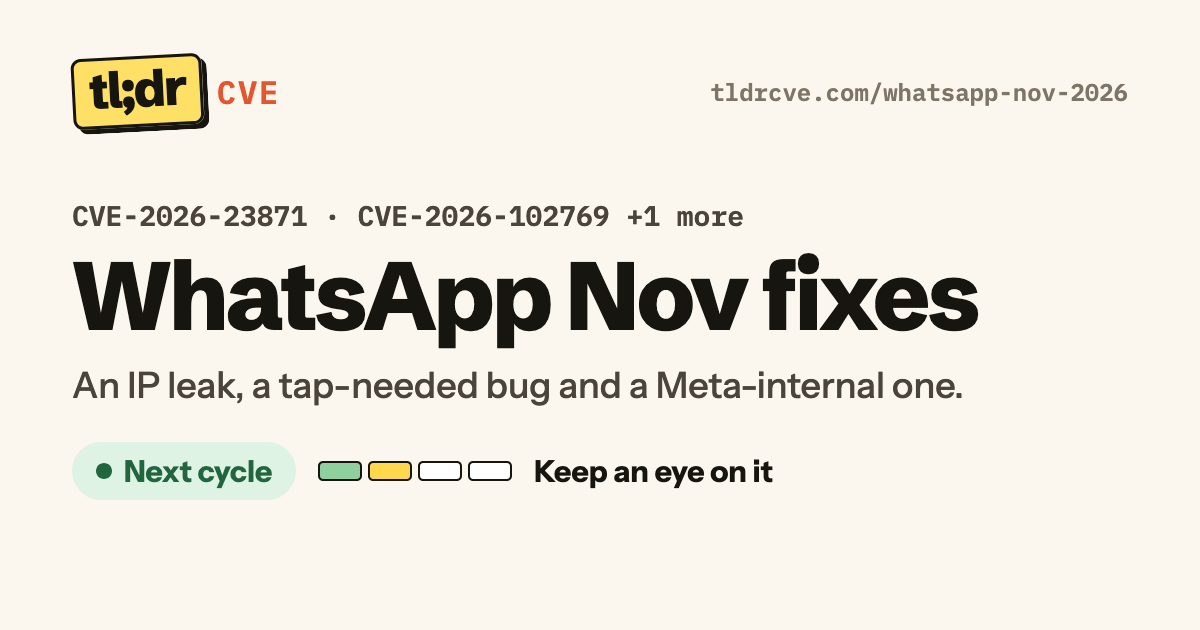 tl;dr CVE
tldrcve.com/whatsapp-nov-2026
CVE-2026-23871 · CVE-2026-102769 +1 more
WhatsApp Nov fixes
An IP leak, a tap-needed bug and a Meta-internal one.
Next cycle
Keep an eye on it